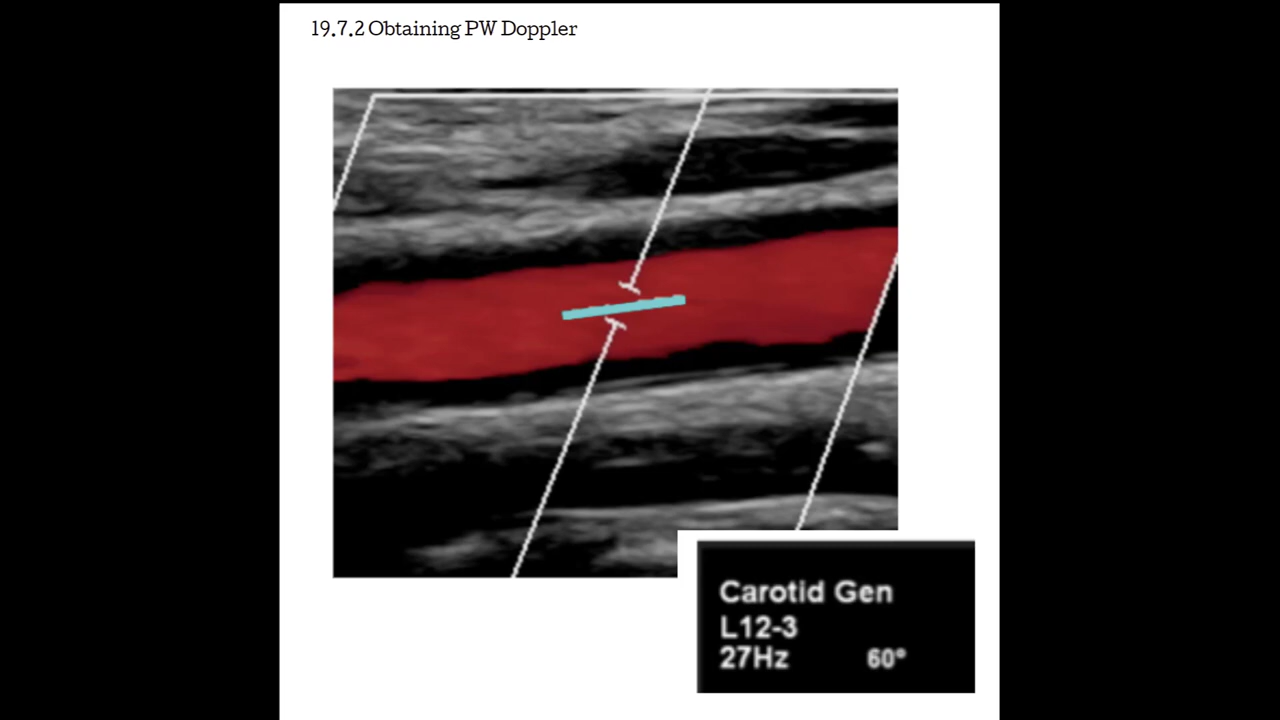 19.7.2 Obtaining PW Doppler
Carotid Gen
L12-3
27Hz 60°